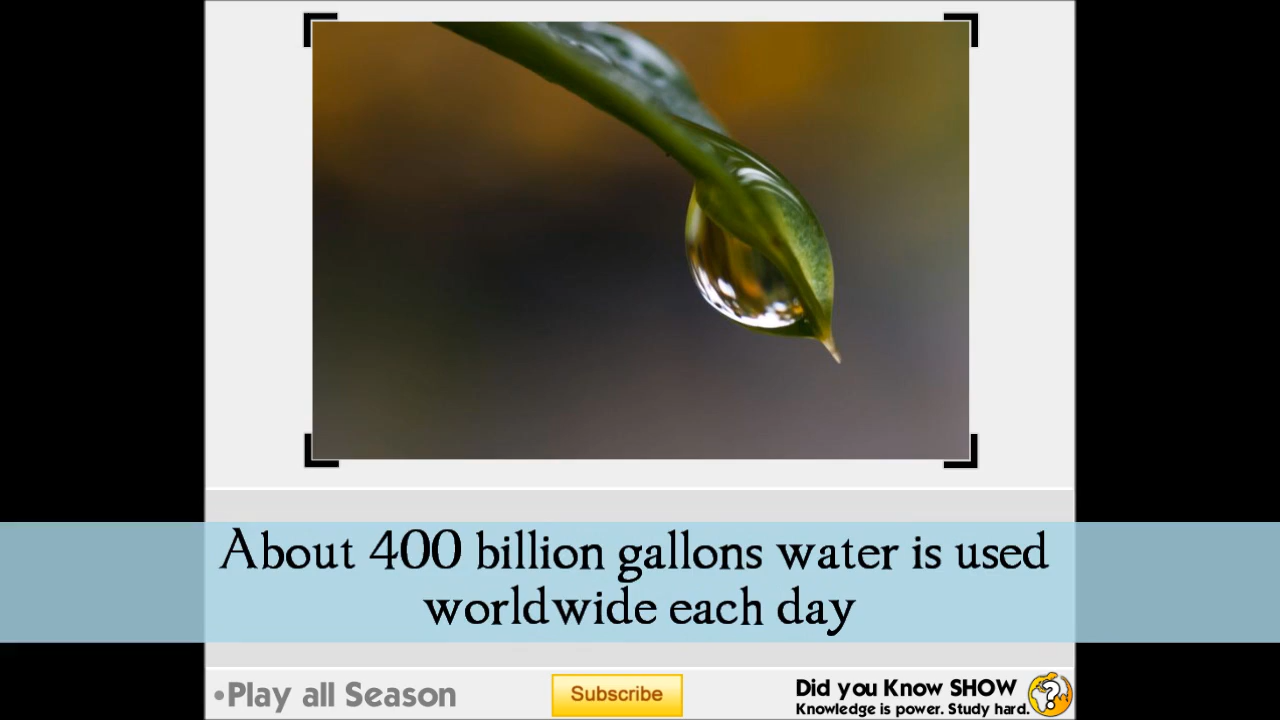 About 400 billion gallons water is used
worldwide each day
•Play all Season
Subscribe
Did you Know SHOW
Knowledge is power. Study hard.
?